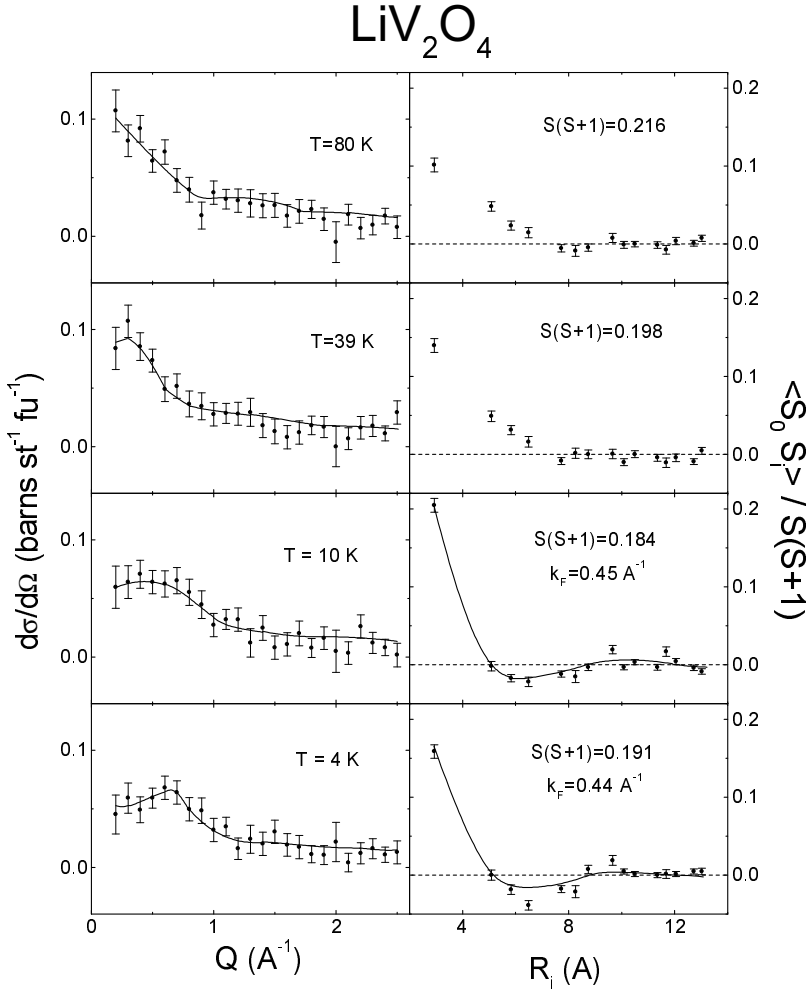 LiV₂O₄
dσ/dΩ (barns st⁻¹ fu⁻¹)
0.1
0.0
T=80 K
S(S+1)=0.216
0.2
0.1
0.0
0.1
0.0
T=39 K
S(S+1)=0.198
0.2
0.1
0.0
0.1
0.0
T = 10 K
S(S+1)=0.184
k_F=0.45 A⁻¹
0.2
0.1
0.0
0.1
0.0
T = 4 K
S(S+1)=0.191
k_F=0.44 A⁻¹
0.2
0.1
0.0
<S₀ S_i> / S(S+1)
0 1 2
4 8 12
Q (A⁻¹)
R_i (A)